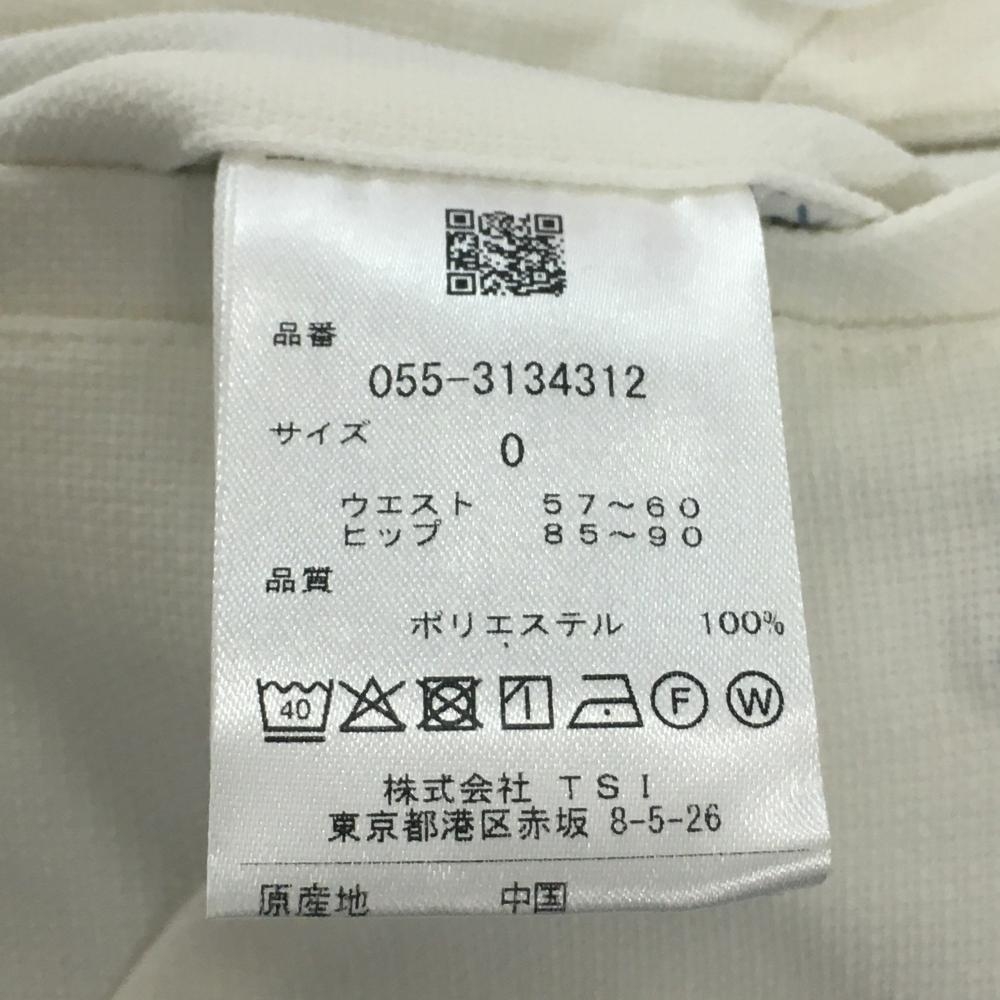 品番
055-3134312
サイズ
0
ウエスト 57～60
ヒップ 85～90
品質
ポリエステル 100%
40 F W
株式会社 TSI
東京都港区赤坂 8-5-26
原産地 中国